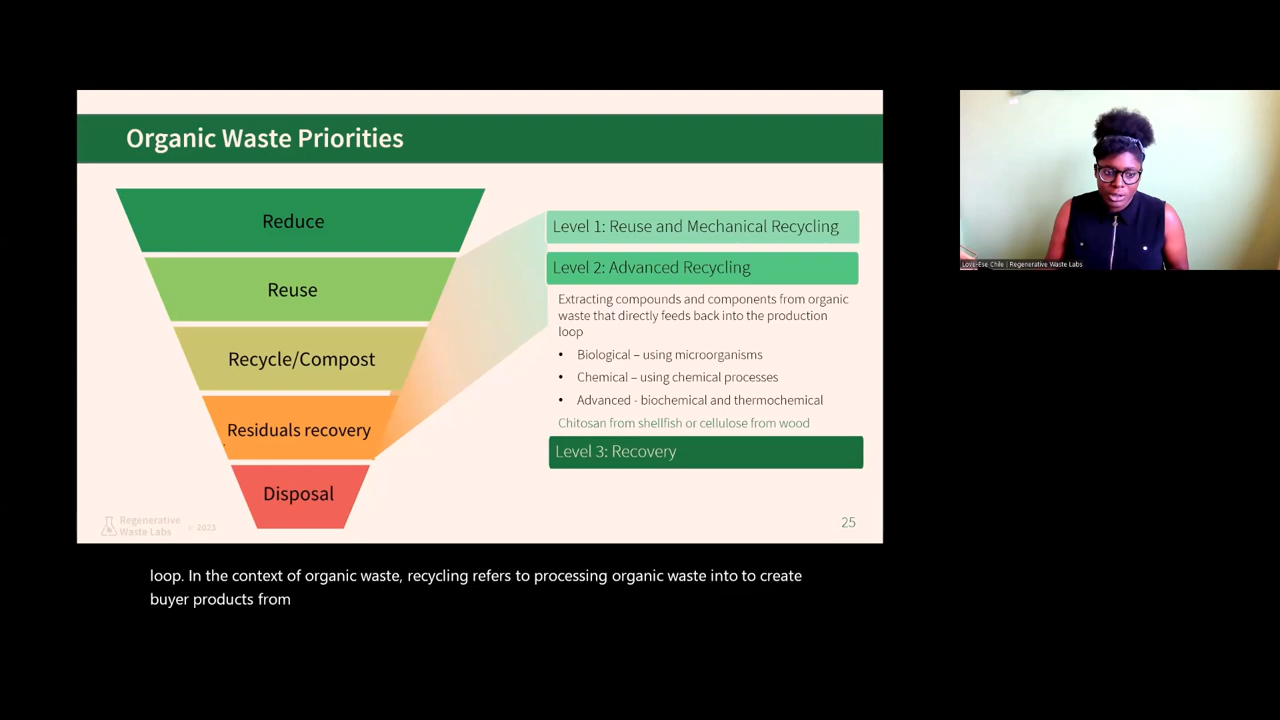 Organic Waste Priorities
Reduce
Reuse
Recycle/Compost
Residuals recovery
Disposal
Level 1: Reuse and Mechanical Recycling
Level 2: Advanced Recycling
Extracting compounds and components from organic
waste that directly feeds back into the production
loop
• Biological – using microorganisms
• Chemical – using chemical processes
• Advanced - biochemical and thermochemical
Chitosan from shellfish or cellulose from wood
Level 3: Recovery
Regenerative
Waste Labs © 2023
25
Love-Ese Chile | Regenerative Waste Labs
loop. In the context of organic waste, recycling refers to processing organic waste into to create
buyer products from